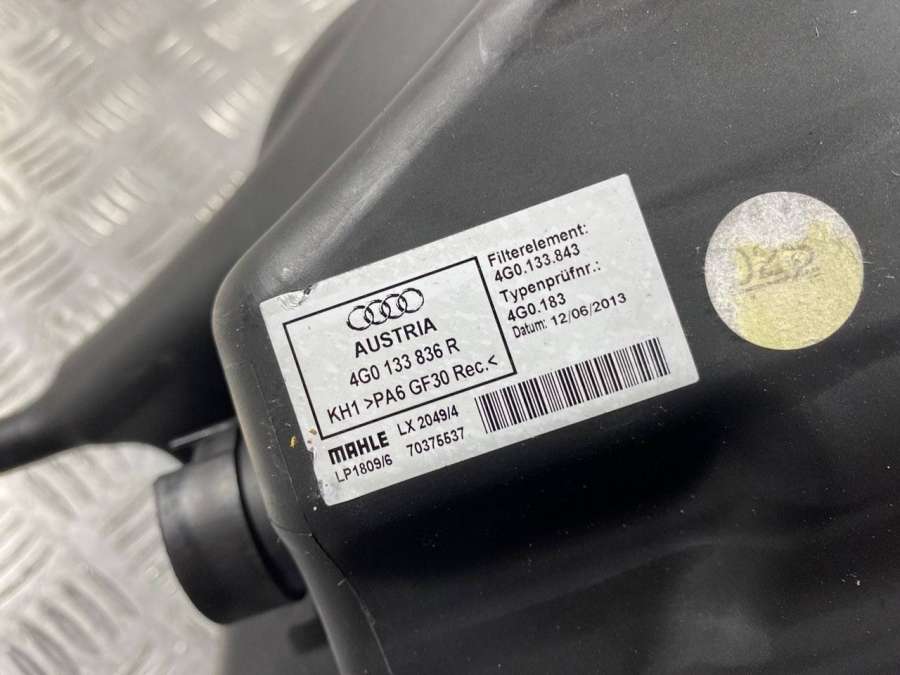 AUSTRIA
4G0 133 836 R
KH1 >PA6 GF30 Rec.<
Filterelement:
4G0.133.843
Typenprüfnr.:
4G0.183
Datum: 12/06/2013
MAHLE LX 2049/4
LP1809/6 70375537